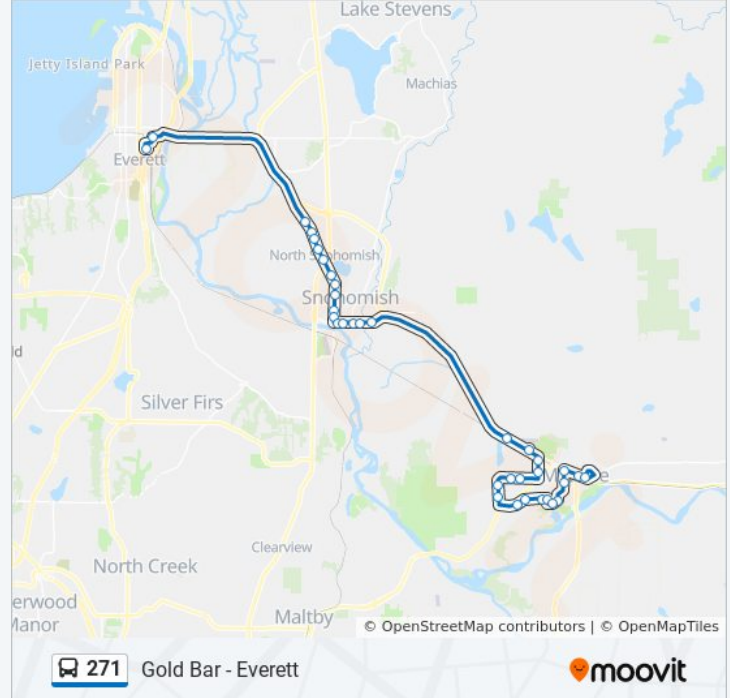 Lake Stevens
Jetty Island Park
Machias
Everett
North S
homish
Snohomish
ld
Silver Firs
M
e
Clearview
North Creek
erwood
Manor
Maltby
© OpenStreetMap contributors | © OpenMapTiles
271 Gold Bar - Everett
moovit